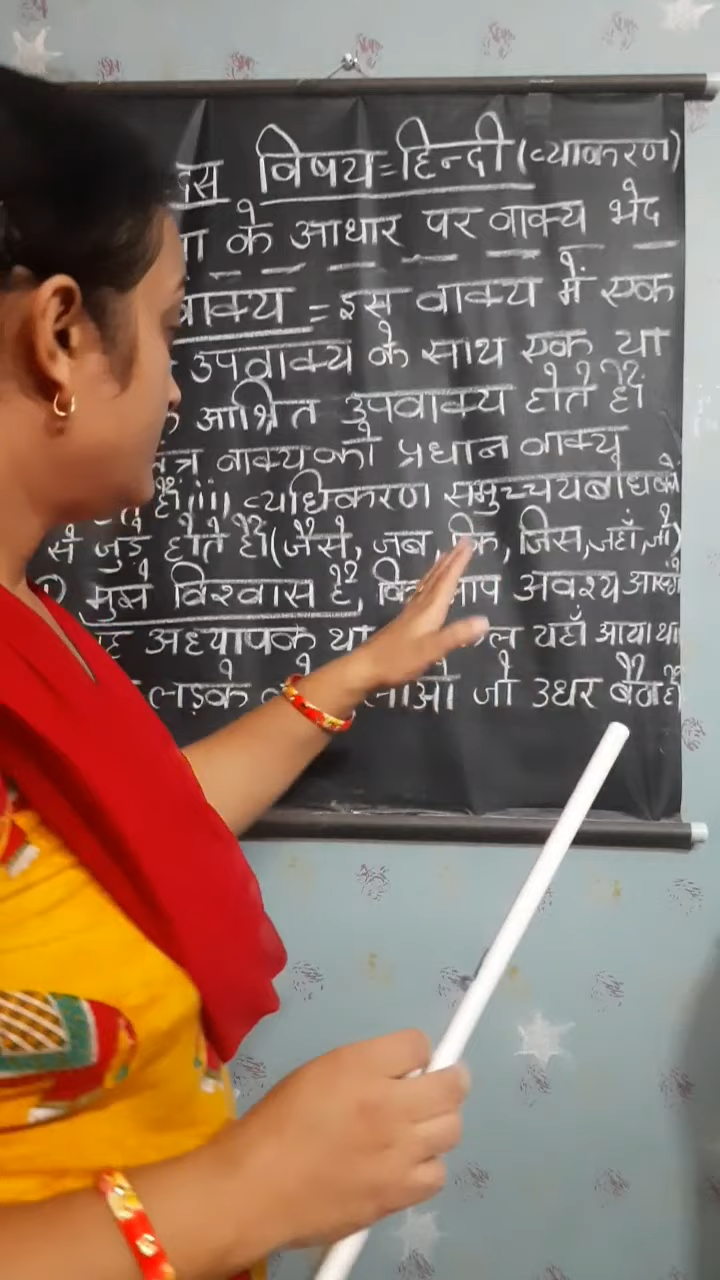 विषय=हिन्दी(व्याकरण)
के आधार पर वाक्य भेद
वाक्य = इस वाक्य में एक
उपवाक्य के साथ एक या
आश्रित उपवाक्य होते हैं।
वाक्य को प्रधान वाक्य
व्यधिकरण समुच्चयबोधकों
से जुड़े होते हैं। (जैसे, जब, कि, जिस, जहाँ, जो)
मुझे विश्वास है, कि आप अवश्य आएंगे
अध्यापक था यहाँ आया था
लड़के जो उधर बैठा है।